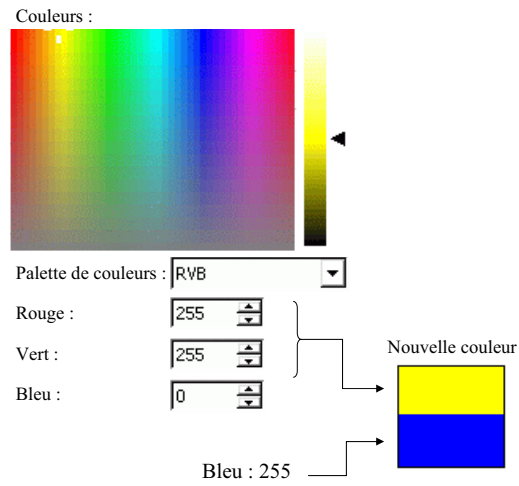 Couleurs :
Palette de couleurs : RVB
Rouge : 255
Vert : 255
Nouvelle couleur
Bleu : 0
Bleu : 255